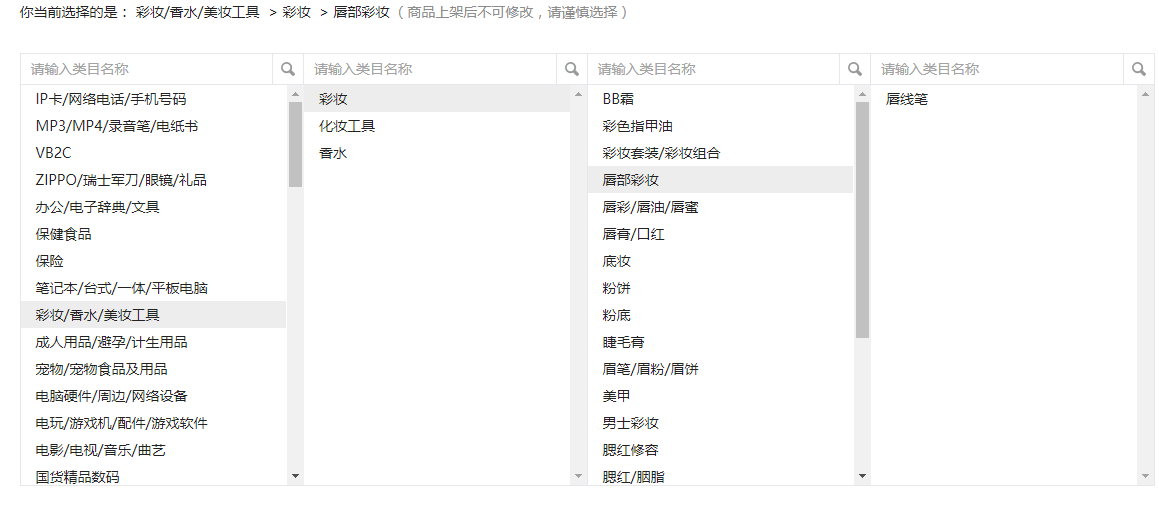 你当前选择的是： 彩妆/香水/美妆工具 > 彩妆 > 唇部彩妆 （ 商品上架后不可修改，请谨慎选择 ）
请输入类目名称 请输入类目名称 请输入类目名称 请输入类目名称
IP卡/网络电话/手机号码
MP3/MP4/录音笔/电纸书
VB2C
ZIPPO/瑞士军刀/眼镜/礼品
办公/电子辞典/文具
保健食品
保险
笔记本/台式/一体/平板电脑
彩妆/香水/美妆工具
成人用品/避孕/计生用品
宠物/宠物食品及用品
电脑硬件/周边/网络设备
电玩/游戏机/配件/游戏软件
电影/电视/音乐/曲艺
国货精品数码
彩妆
化妆工具
香水
BB霜
彩色指甲油
彩妆套装/彩妆组合
唇部彩妆
唇彩/唇油/唇蜜
唇膏/口红
底妆
粉饼
粉底
睫毛膏
眉笔/眉粉/眉饼
美甲
男士彩妆
腮红修容
腮红/胭脂
唇线笔